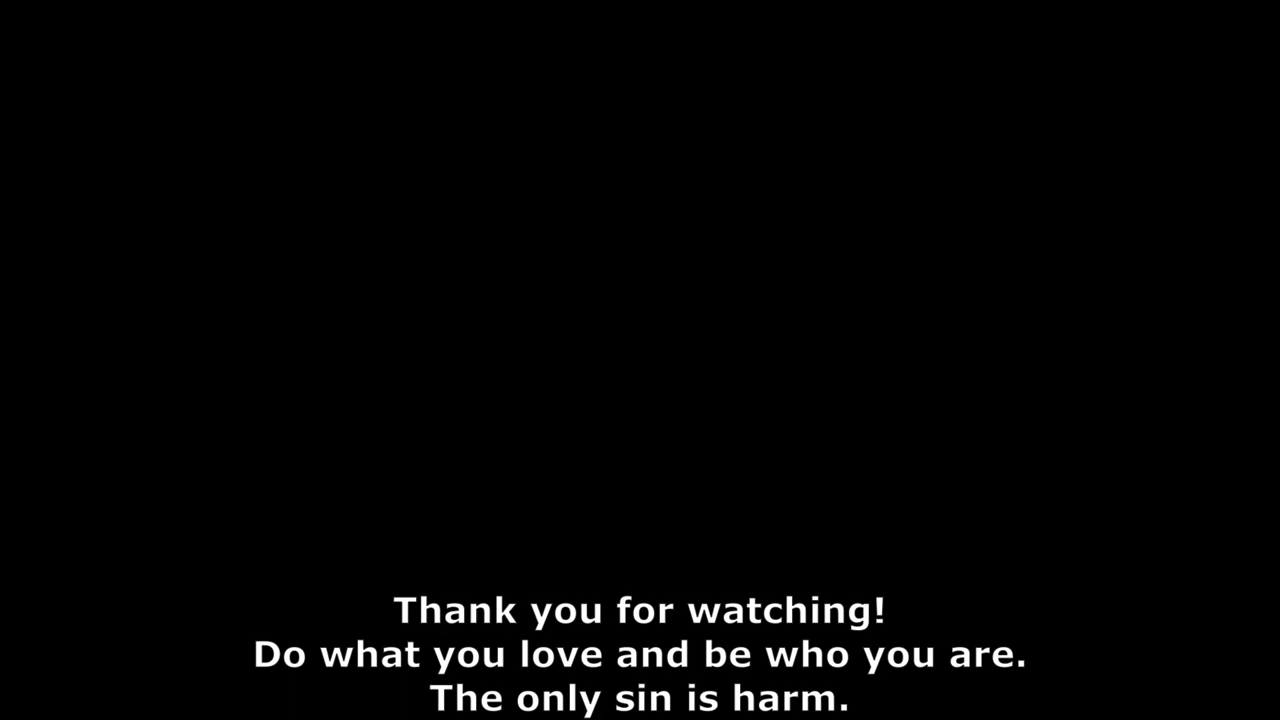 Thank you for watching!
Do what you love and be who you are.
The only sin is harm.